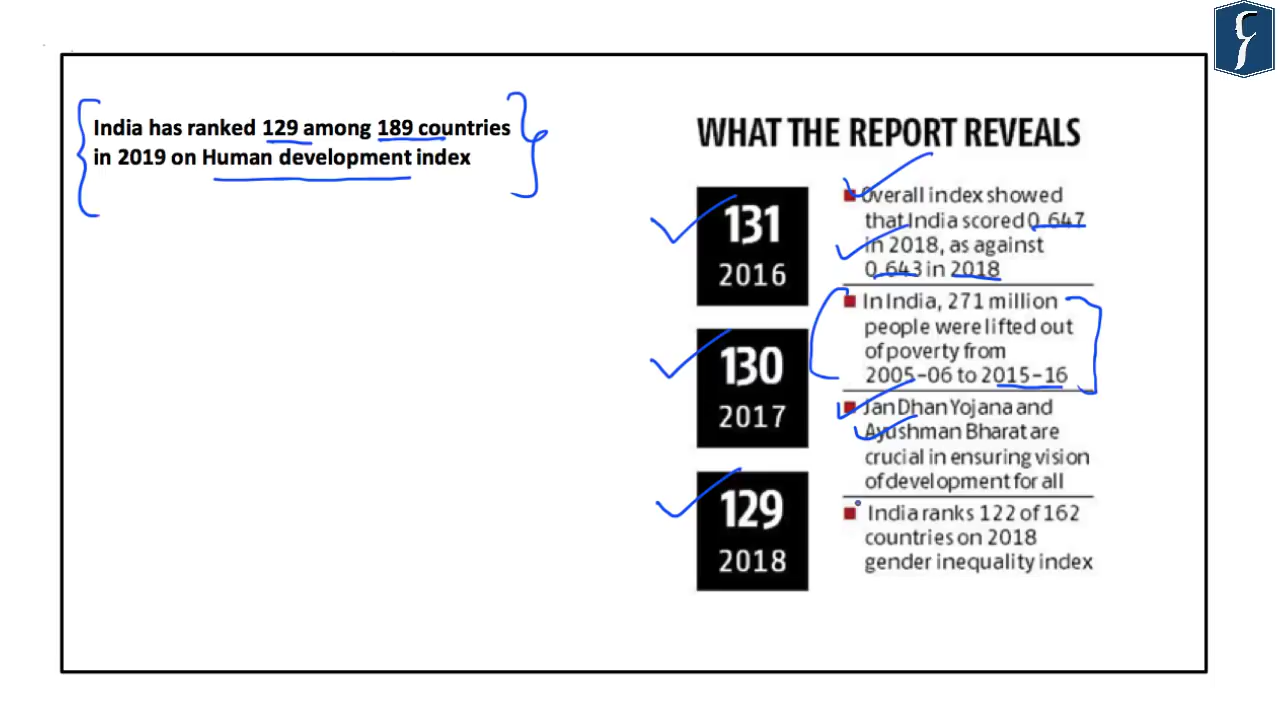 India has ranked 129 among 189 countries
in 2019 on Human development index
WHAT THE REPORT REVEALS
131
2016
130
2017
129
2018
Overall index showed
that India scored 0.647
in 2018, as against
0.643 in 2018
In India, 271 million
people were lifted out
of poverty from
2005-06 to 2015-16
Jan Dhan Yojana and
Ayushman Bharat are
crucial in ensuring vision
of development for all
India ranks 122 of 162
countries on 2018
gender inequality index